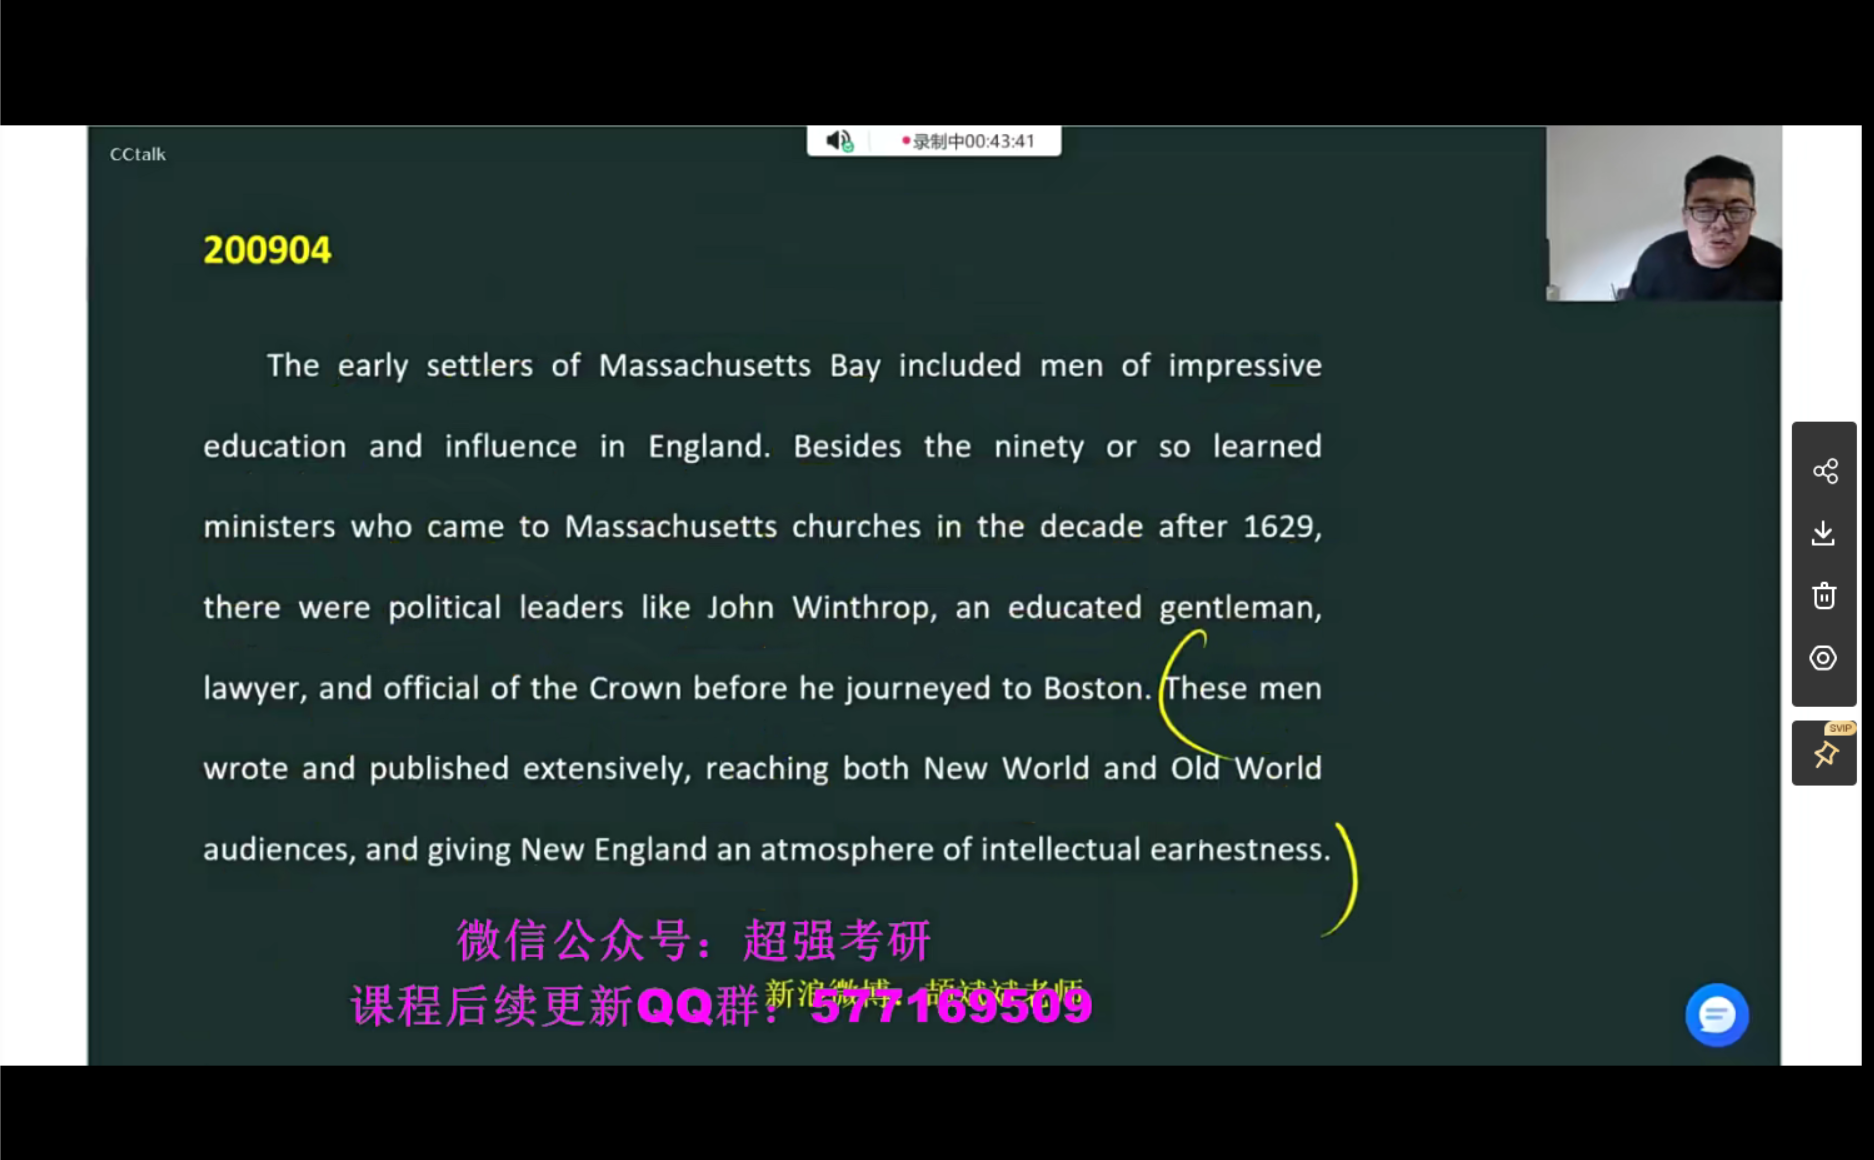 CCtalk
录制中00:43:41
200904
The early settlers of Massachusetts Bay included men of impressive
education and influence in England. Besides the ninety or so learned
ministers who came to Massachusetts churches in the decade after 1629,
there were political leaders like John Winthrop, an educated gentleman,
lawyer, and official of the Crown before he journeyed to Boston. These men
wrote and published extensively, reaching both New World and Old World
audiences, and giving New England an atmosphere of intellectual earnestness.
SVIP
微信公众号：超强考研
新浪微博：颉斌斌老师
课程后续更新QQ群：577169509